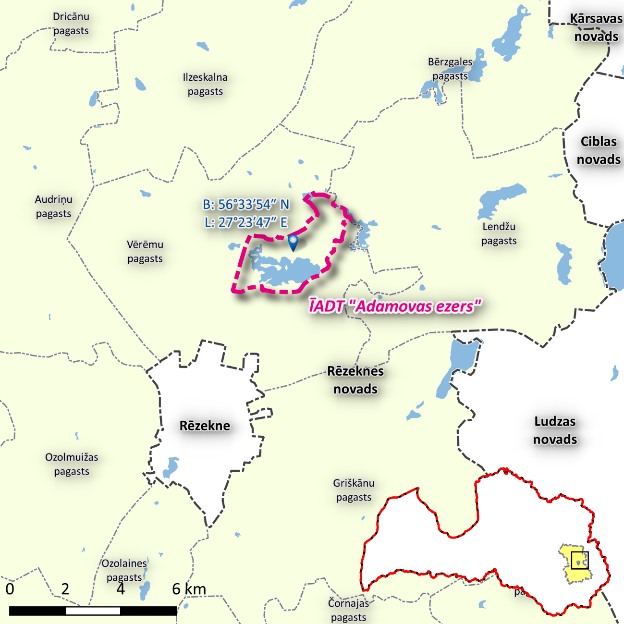 Dricānu
pagasts
Kārsavas
novads
Ilzeskalna
pagasts
Bērzgales
pagasts
Ciblas
novads
Audriņu
pagasts
B: 56°33′54″ N
L: 27°23′47″ E
Lendžu
pagasts
Vērēmu
pagasts
ĪADT "Adamovas ezers"
Rēzeknes
novads
Rēzekne
Ludzas
novads
Ozolmuižas
pagasts
Griškānu
pagasts
Ozolaines
pagasts
0 2 4 6 km
Čornajas
pagasts